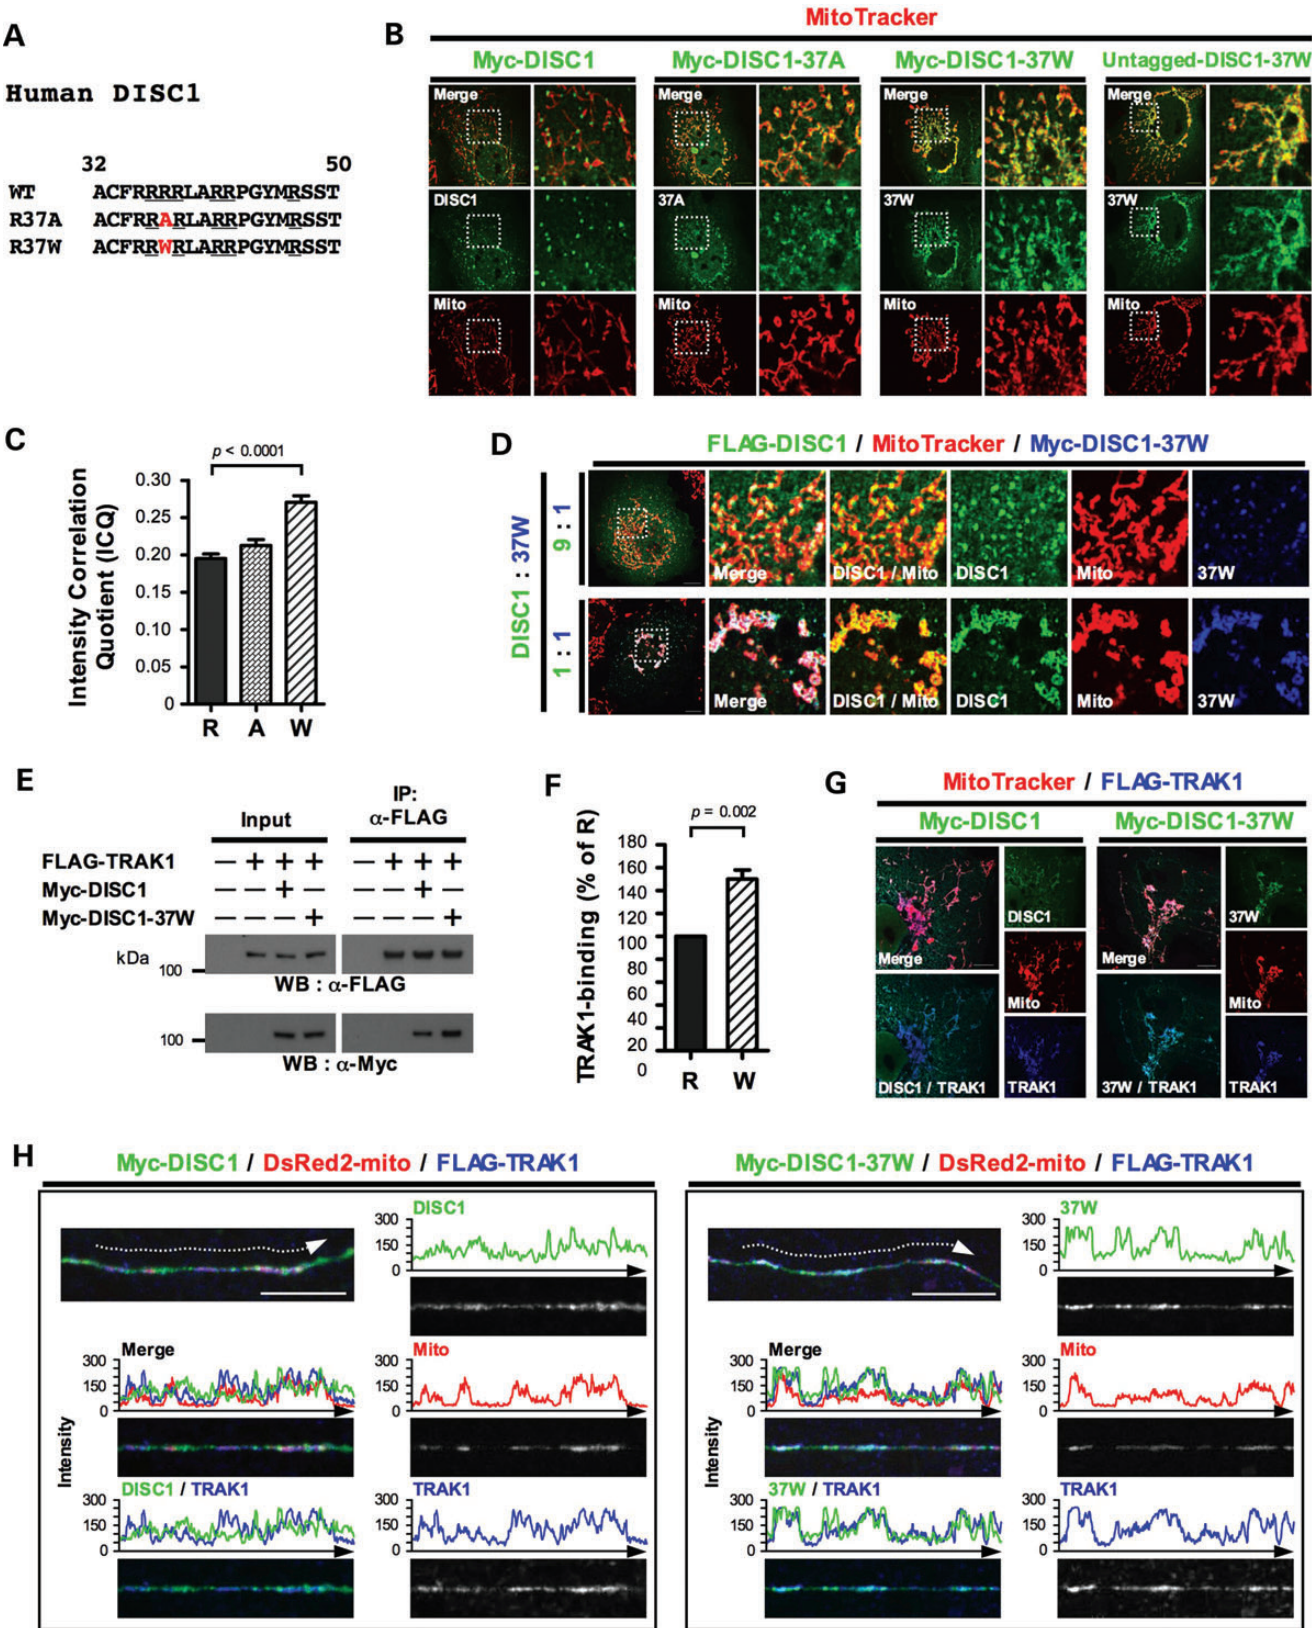 A
Human DISC1
32 50
WT ACFRRRRLARRPGYMRSST
R37A ACFRRARLARRPGYMRSST
R37W ACFRRWRLARRPGYMRSST
B
MitoTracker
Myc-DISC1 Myc-DISC1-37A Myc-DISC1-37W Untagged-DISC1-37W
Merge Merge Merge Merge
DISC1 37A 37W 37W
Mito Mito Mito Mito
C
p < 0.0001
Intensity Correlation
Quotient (ICQ)
0.30
0.25
0.20
0.15
0.10
0.05
0
R A W
D
FLAG-DISC1 / MitoTracker / Myc-DISC1-37W
DISC1 : 37W
9 : 1
Merge DISC1 / Mito DISC1 Mito 37W
1 : 1
Merge DISC1 / Mito DISC1 Mito 37W
E
Input IP: α-FLAG
FLAG-TRAK1 — + + + — + + +
Myc-DISC1 — — + — — — + —
Myc-DISC1-37W — — — + — — — +
kDa
100
WB : α-FLAG
100
WB : α-Myc
F
p = 0.002
TRAK1-binding (% of R)
180
160
140
120
100
80
60
40
20
0
R W
G
MitoTracker / FLAG-TRAK1
Myc-DISC1 Myc-DISC1-37W
DISC1 37W
Merge Merge
Mito Mito
DISC1 / TRAK1 TRAK1 37W / TRAK1 TRAK1
H
Myc-DISC1 / DsRed2-mito / FLAG-TRAK1
DISC1
300
150
0
Merge
300
150
0
Mito
300
150
0
Intensity
DISC1 / TRAK1
300
150
0
TRAK1
300
150
0
Myc-DISC1-37W / DsRed2-mito / FLAG-TRAK1
37W
300
150
0
Merge
300
150
0
Mito
300
150
0
Intensity
37W / TRAK1
300
150
0
TRAK1
300
150
0